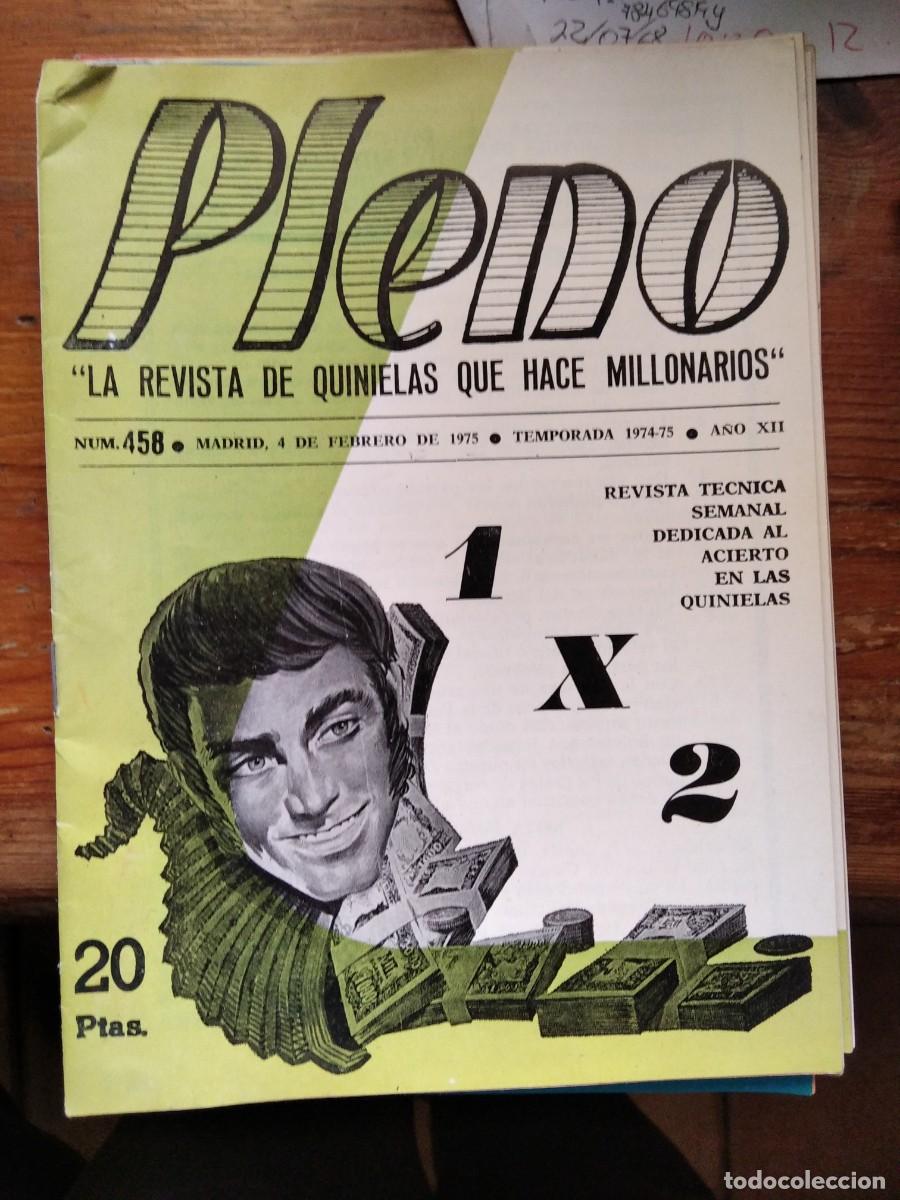 22/07/68
12
Pleno
"LA REVISTA DE QUINIELAS QUE HACE MILLONARIOS"
NUM. 458 • MADRID, 4 DE FEBRERO DE 1975 • TEMPORADA 1974-75 • AÑO XII
REVISTA TECNICA
SEMANAL
DEDICADA AL
ACIERTO
EN LAS
QUINIELAS
1
X
2
MIL
20
Ptas.
todocoleccion